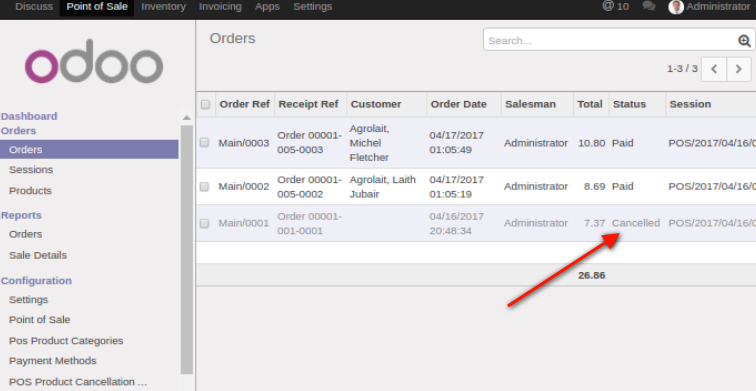 Discuss Point of Sale Inventory Invoicing Apps Settings @ 10 Administrator
odoo
Orders
Search...
1-3 / 3
Dashboard
Orders
Orders
Sessions
Products
Reports
Orders
Sale Details
Configuration
Settings
Point of Sale
Pos Product Categories
Payment Methods
POS Product Cancellation ...
Order Ref Receipt Ref Customer Order Date Salesman Total Status Session
Main/0003 Order 00001-005-0003 Agrolait, Michel Fletcher 04/17/2017 01:05:49 Administrator 10.80 Paid POS/2017/04/16/0
Main/0002 Order 00001-005-0002 Agrolait, Laith Jubair 04/17/2017 01:05:19 Administrator 8.69 Paid POS/2017/04/16/0
Main/0001 Order 00001-001-0001 04/16/2017 20:48:34 Administrator 7.37 Cancelled POS/2017/04/16/0
26.86